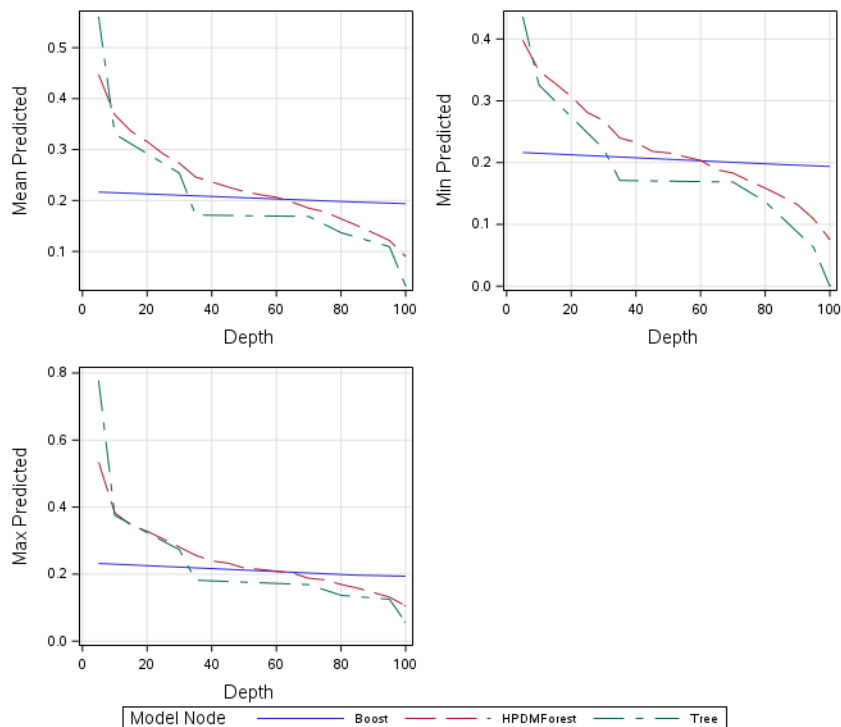 Mean Predicted
0.5
0.4
0.3
0.2
0.1
0 20 40 60 80 100
Depth
Min Predicted
0.4
0.3
0.2
0.1
0.0
0 20 40 60 80 100
Depth
Max Predicted
0.8
0.6
0.4
0.2
0.0
0 20 40 60 80 100
Depth
Model Node Boost HPDMForest Tree